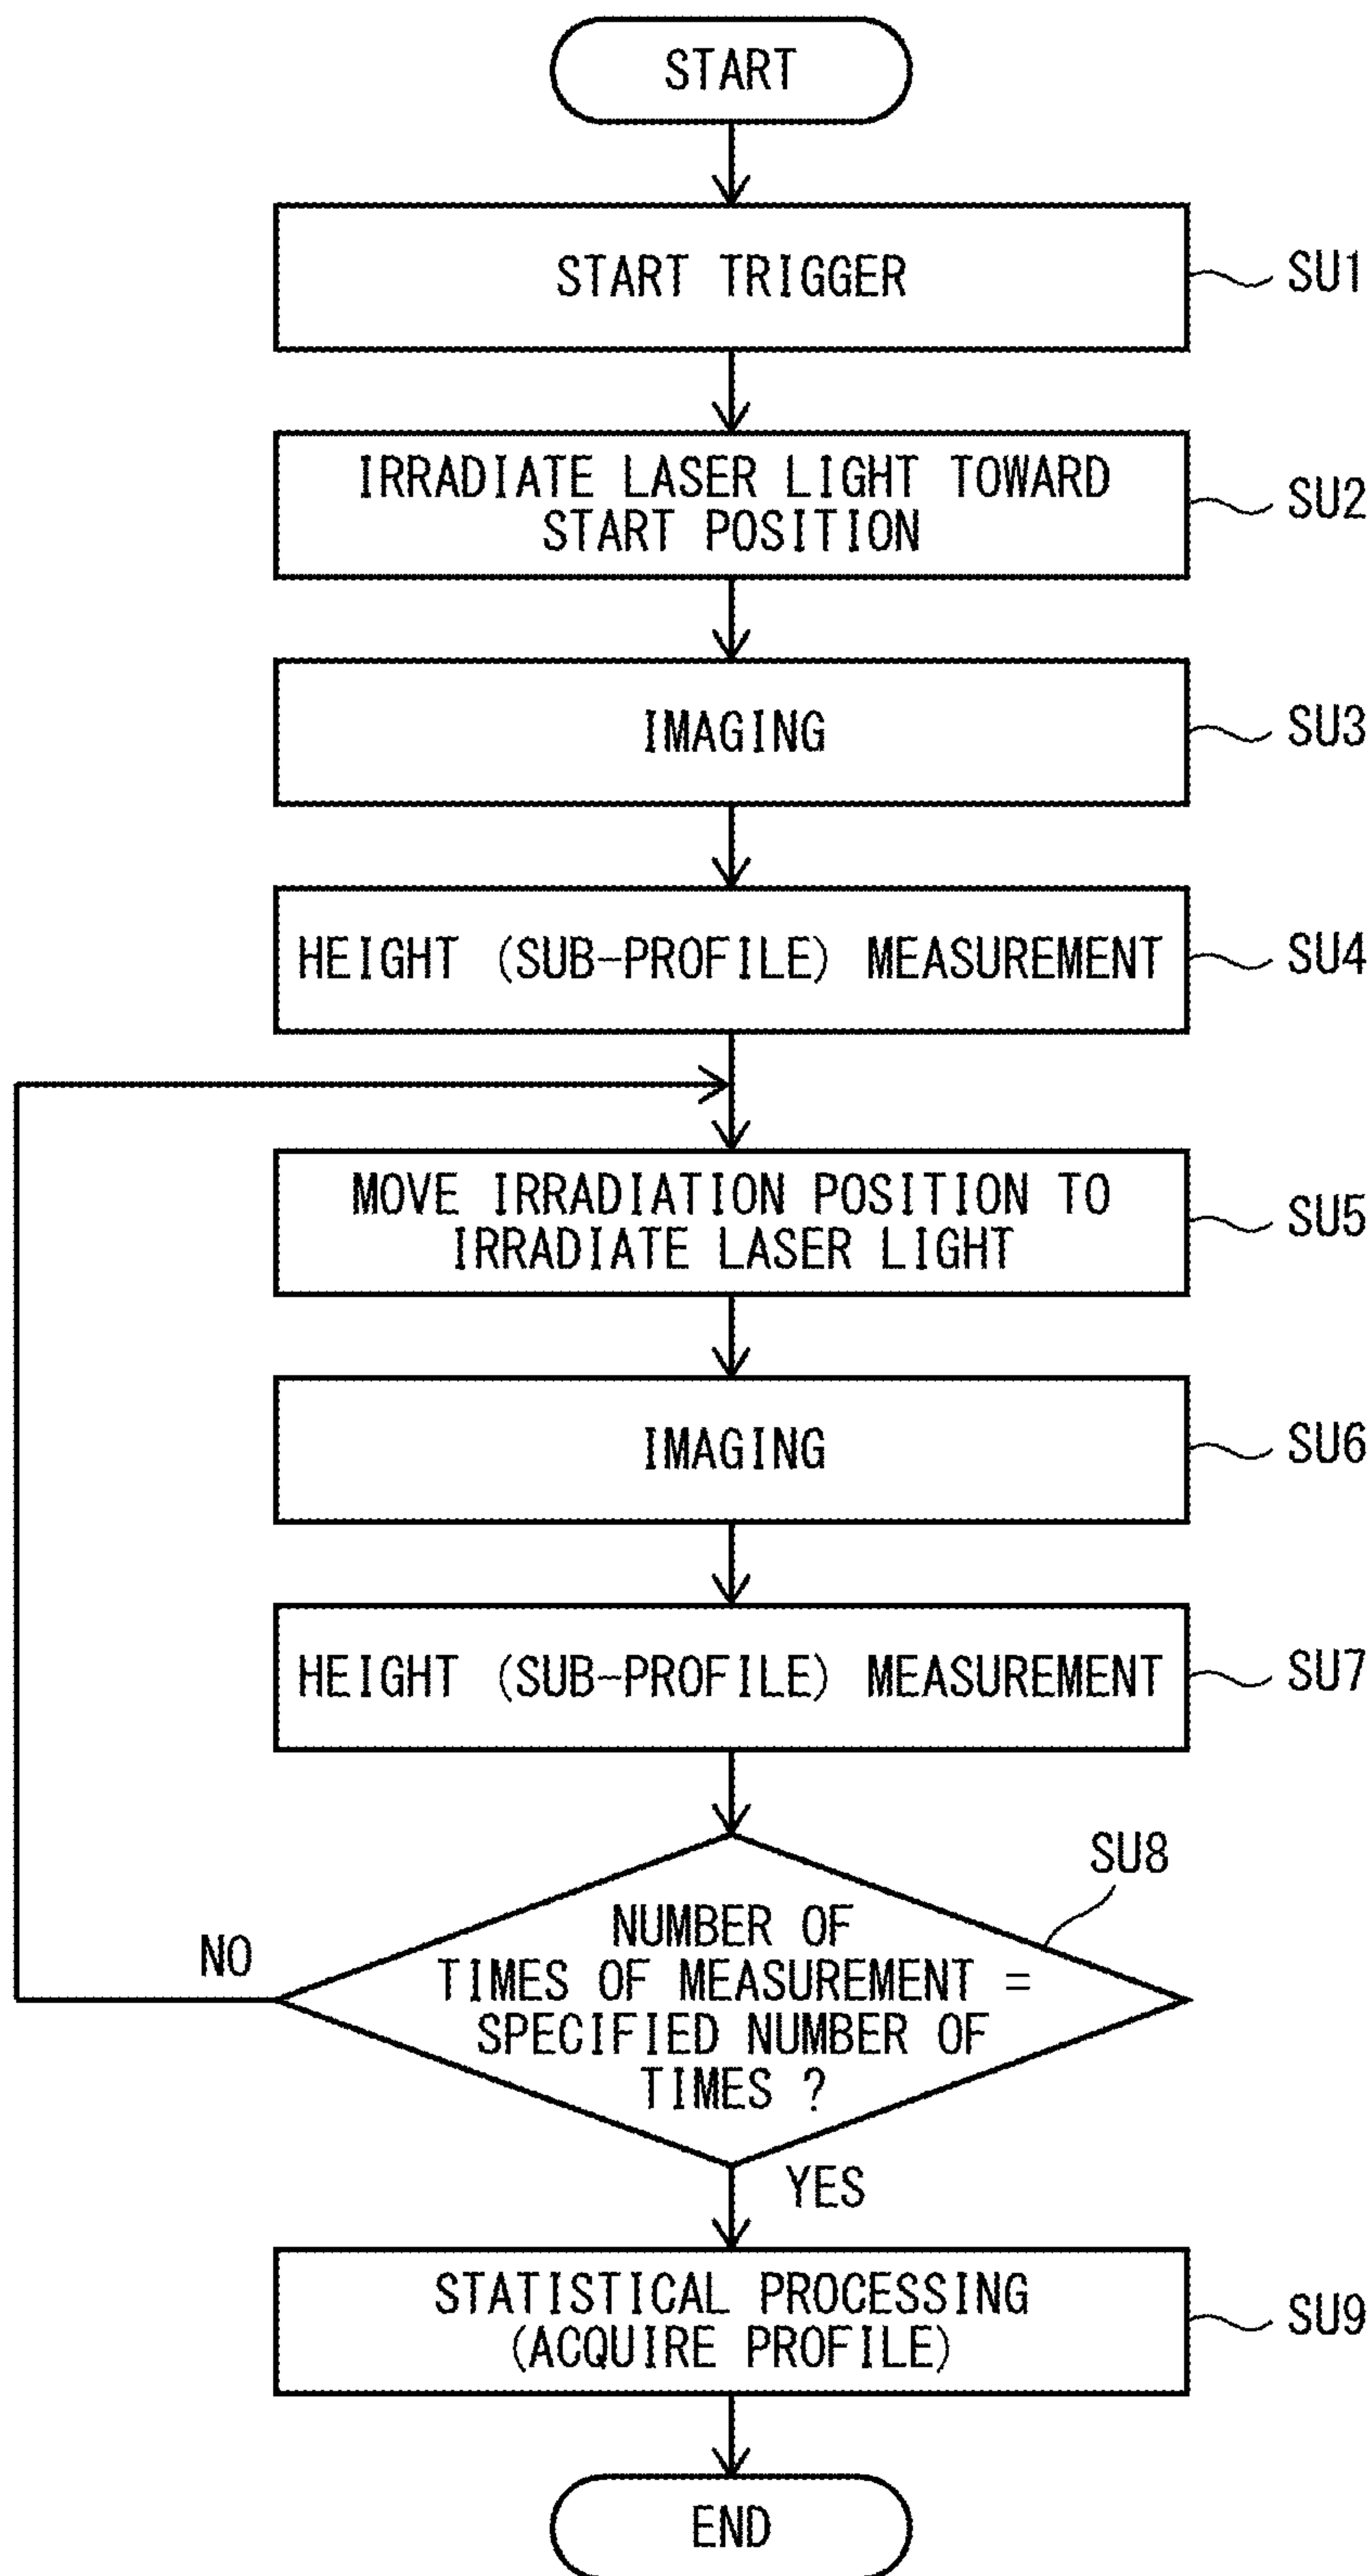 START
START TRIGGER
SU1
IRRADIATE LASER LIGHT TOWARD
START POSITION
SU2
IMAGING
SU3
HEIGHT (SUB-PROFILE) MEASUREMENT
SU4
MOVE IRRADIATION POSITION TO
IRRADIATE LASER LIGHT
SU5
IMAGING
SU6
HEIGHT (SUB-PROFILE) MEASUREMENT
SU7
SU8
NUMBER OF
TIMES OF MEASUREMENT =
SPECIFIED NUMBER OF
TIMES ?
NO
YES
STATISTICAL PROCESSING
(ACQUIRE PROFILE)
SU9
END